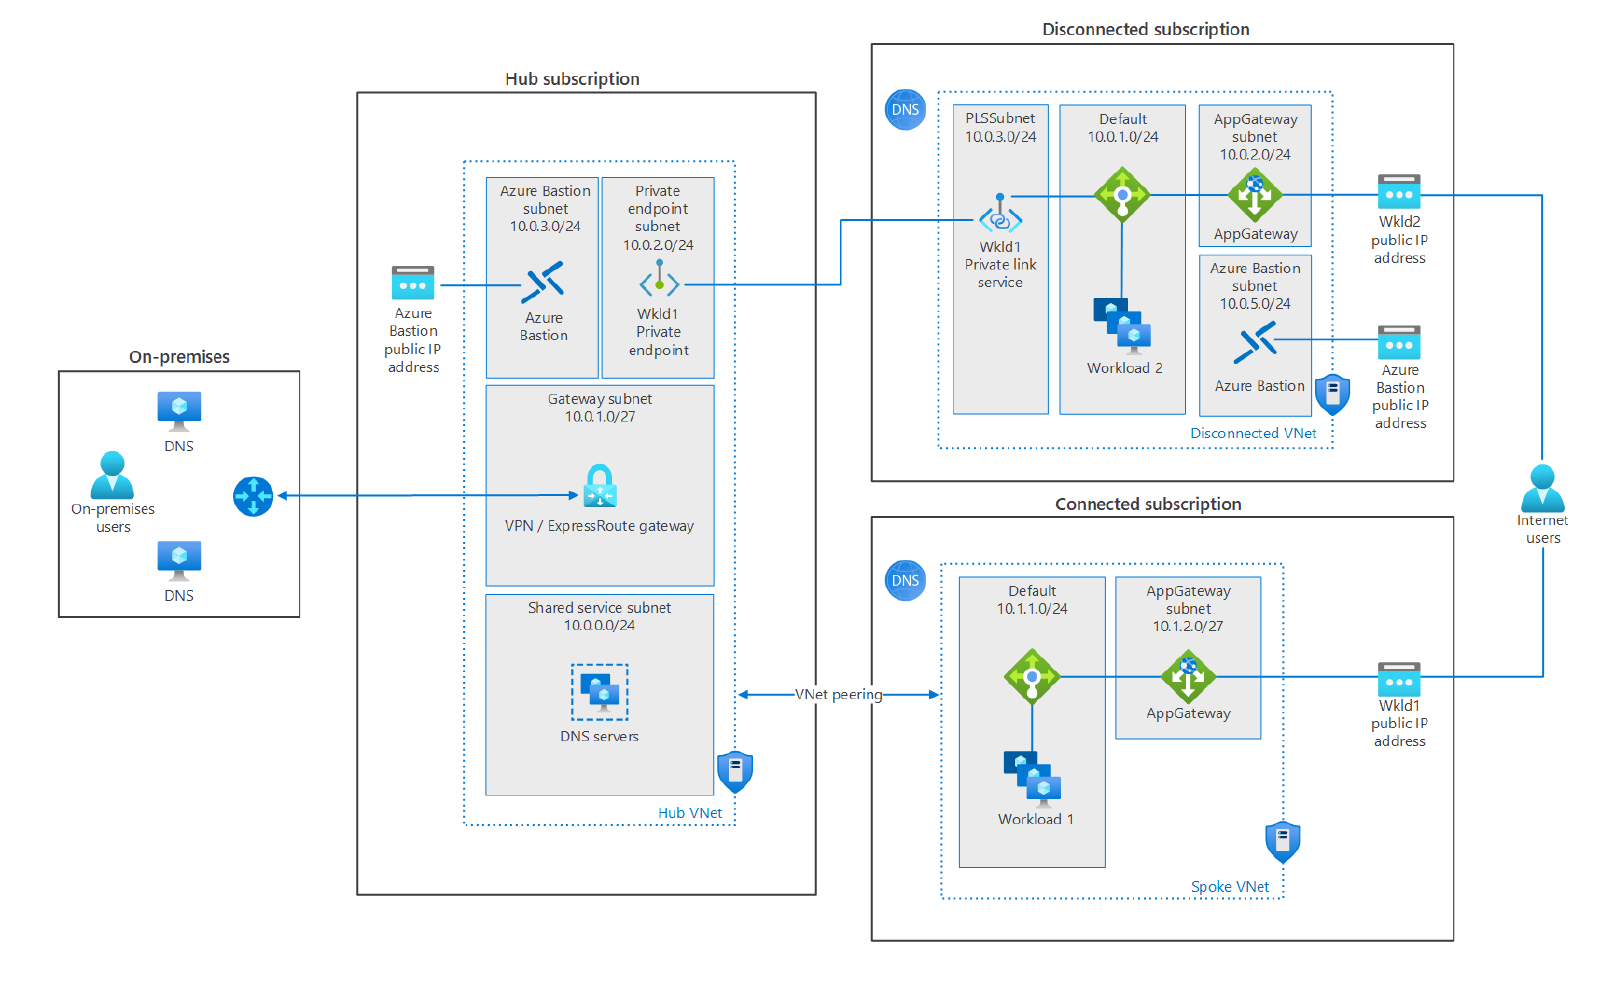 Disconnected subscription
Hub subscription
DNS
PLSSubnet
10.0.3.0/24
Default
10.0.1.0/24
AppGateway
subnet
10.0.2.0/24
AppGateway
Wkld1
Private link
service
Workload 2
Azure Bastion
subnet
10.0.5.0/24
Azure Bastion
Disconnected VNet
Wkld2
public IP
address
Azure
Bastion
public IP
address
Azure Bastion
subnet
10.0.3.0/24
Azure
Bastion
Private
endpoint
subnet
10.0.2.0/24
Wkld1
Private
endpoint
Azure
Bastion
public IP
address
On-premises
DNS
On-premises
users
DNS
Gateway subnet
10.0.1.0/27
VPN / ExpressRoute gateway
Shared service subnet
10.0.0.0/24
DNS servers
Hub VNet
VNet peering
Connected subscription
DNS
Default
10.1.1.0/24
Workload 1
AppGateway
subnet
10.1.2.0/27
AppGateway
Spoke VNet
Wkld1
public IP
address
Internet
users